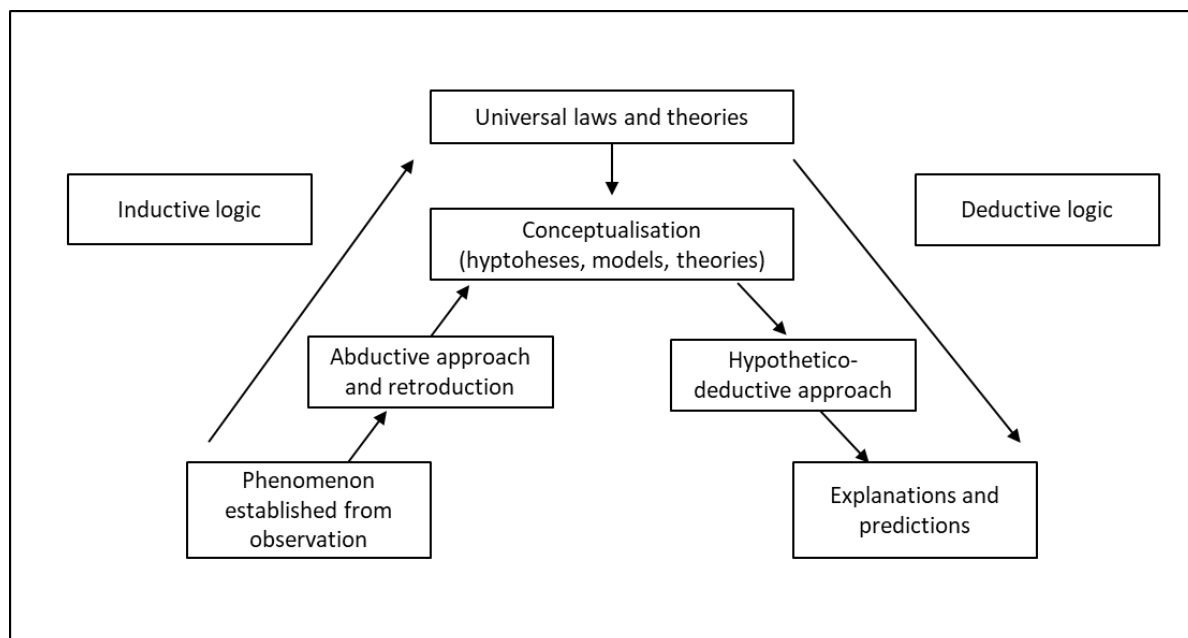 Universal laws and theories
Inductive logic
Deductive logic
Conceptualisation
(hyptoheses, models, theories)
Abductive approach
and retroduction
Hypothetico-
deductive approach
Phenomenon
established from
observation
Explanations and
predictions